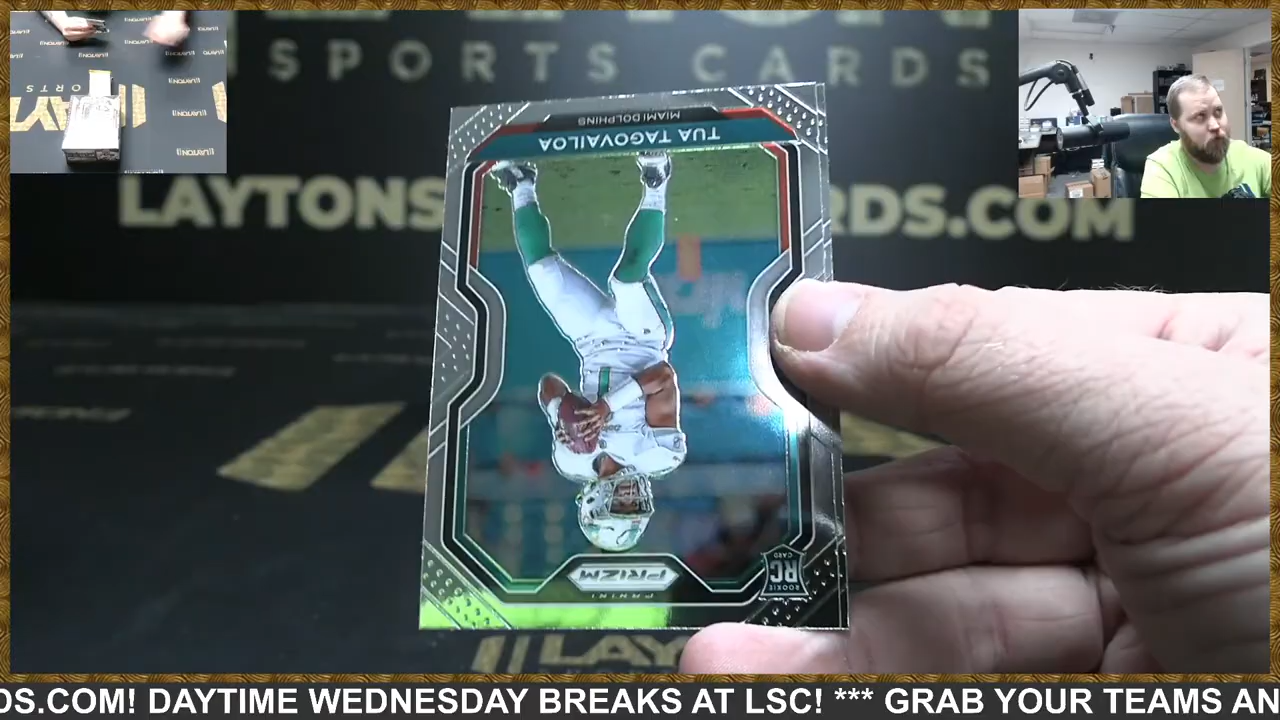 SPORTS CARDS
LAYTONS
RDS.COM
MIAMI DOLPHINS
TUA TAGOVAILOA
ROOKIE
RC
CARD
PANINI
PRIZM
LAY
DS.COM! DAYTIME WEDNESDAY BREAKS AT LSC! *** GRAB YOUR TEAMS AN